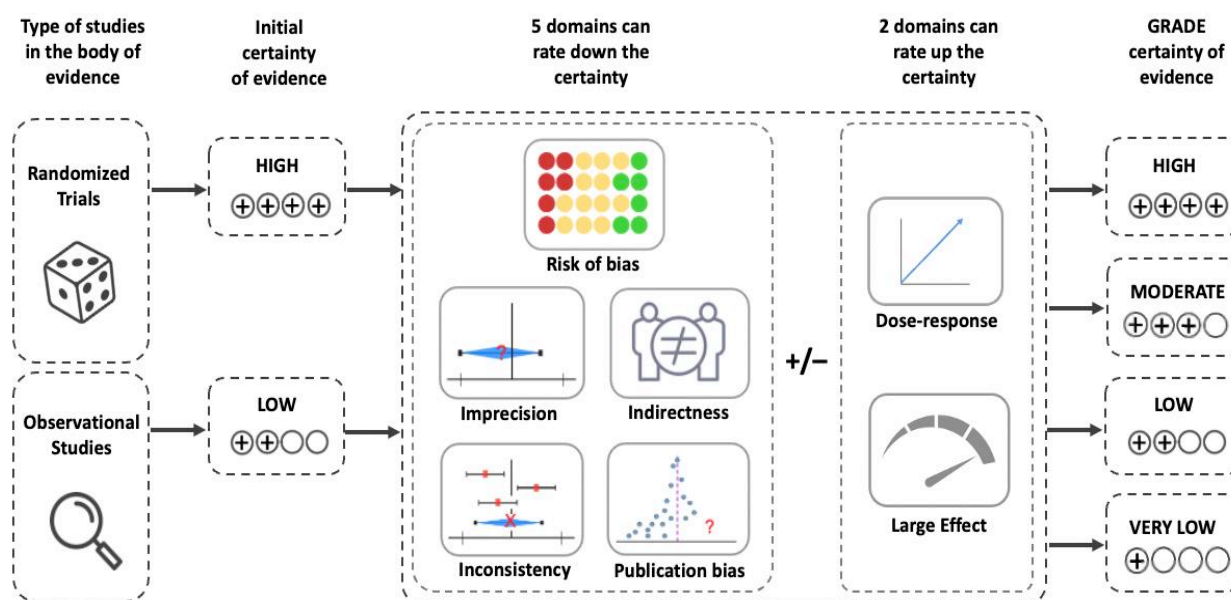 Type of studies
in the body of
evidence
Initial
certainty
of evidence
5 domains can
rate down the
certainty
2 domains can
rate up the
certainty
GRADE
certainty of
evidence
Randomized
Trials
HIGH
Risk of bias
Imprecision
Indirectness
Inconsistency
Publication bias
+/−
Dose-response
Large Effect
HIGH
MODERATE
LOW
VERY LOW
Observational
Studies
LOW
?
≠
X
?